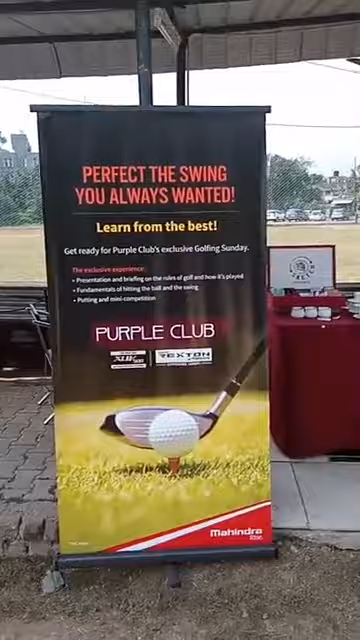 PERFECT THE SWING
YOU ALWAYS WANTED!
Learn from the best!
Get ready for Purple Club's exclusive Golfing Sunday.
The exclusive experience:
• Presentation and briefing on the rules of golf and how it's played
• Fundamentals of hitting the ball and the swing
• Putting and mini-competition
PURPLE CLUB
REXTON
Mahindra
Rise.